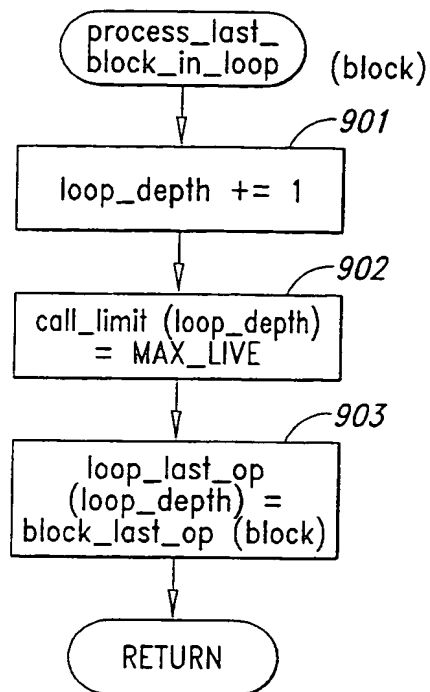 process_last_
block_in_loop (block)
901
loop_depth += 1
902
call_limit (loop_depth)
= MAX_LIVE
903
loop_last_op
(loop_depth) =
block_last_op (block)
RETURN